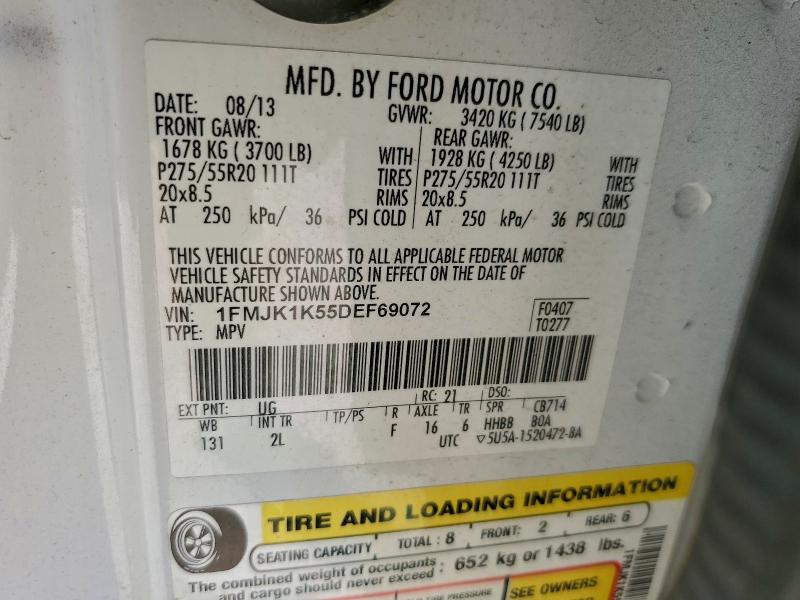 MFD. BY FORD MOTOR CO.
DATE: 08/13 GVWR: 3420 KG ( 7540 LB)
FRONT GAWR: REAR GAWR:
1678 KG ( 3700 LB) WITH 1928 KG ( 4250 LB) WITH
P275/55R20 111T TIRES P275/55R20 111T TIRES
20x8.5 RIMS 20x8.5 RIMS
AT 250 kPa/ 36 PSI COLD AT 250 kPa/ 36 PSI COLD
THIS VEHICLE CONFORMS TO ALL APPLICABLE FEDERAL MOTOR
VEHICLE SAFETY STANDARDS IN EFFECT ON THE DATE OF
MANUFACTURE SHOWN ABOVE.
VIN: 1FMJK1K55DEF69072 F0407
TYPE: MPV T0277
EXT PNT: UG RC: 21 DSO:
WB INT TR TP/PS R AXLE TR SPR CB714
131 2L F 16 6 HHBB BOA
UTC ▽5U5A-1520472-BA
TIRE AND LOADING INFORMATION
SEATING CAPACITY TOTAL : 8 FRONT: 2 REAR: 6
The combined weight of occupants
and cargo should never exceed : 652 kg or 1438 lbs.
TIRE PRESSURE SEE OWNERS